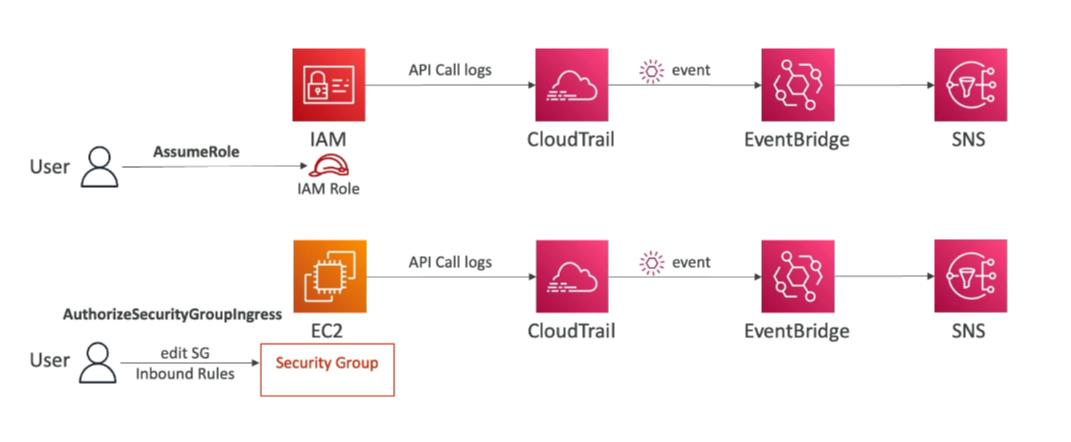 API Call logs
event
IAM
CloudTrail
EventBridge
SNS
User
AssumeRole
IAM Role
API Call logs
event
AuthorizeSecurityGroupIngress
EC2
CloudTrail
EventBridge
SNS
User
edit SG
Inbound Rules
Security Group